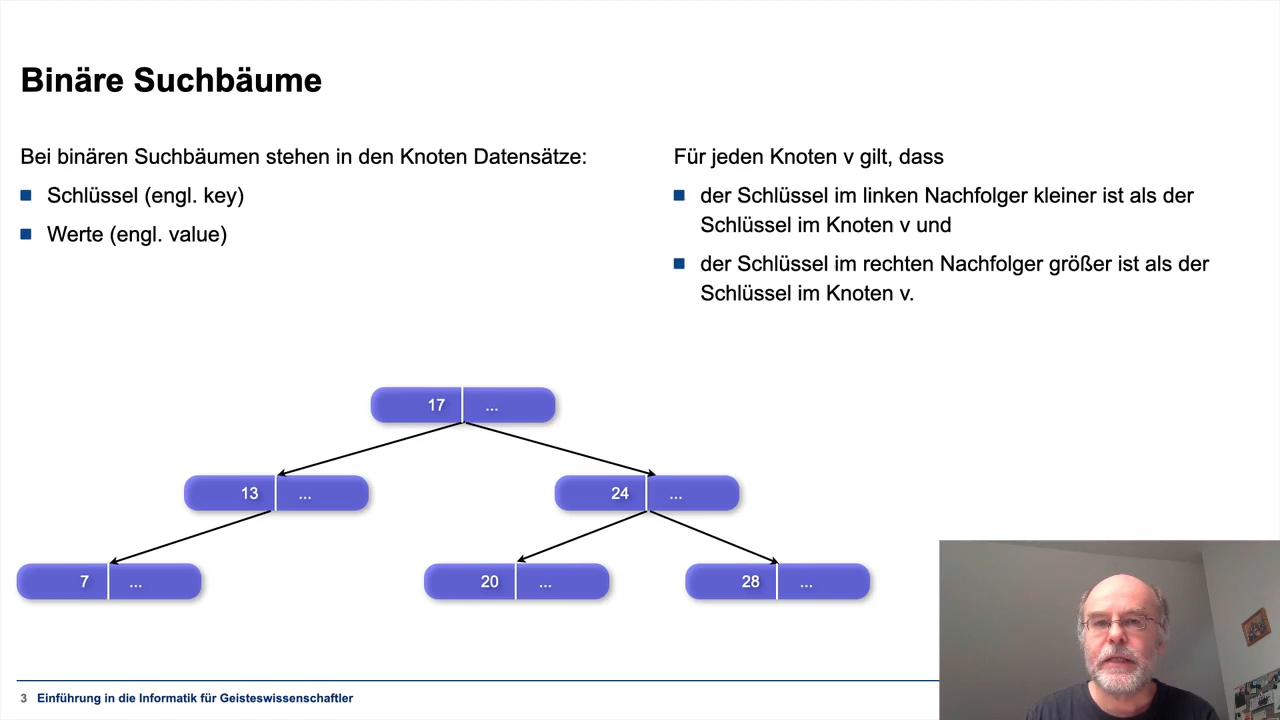 Binäre Suchbäume
Bei binären Suchbäumen stehen in den Knoten Datensätze:
Schlüssel (engl. key)
Werte (engl. value)
Für jeden Knoten v gilt, dass
der Schlüssel im linken Nachfolger kleiner ist als der
Schlüssel im Knoten v und
der Schlüssel im rechten Nachfolger größer ist als der
Schlüssel im Knoten v.
17 ...
13 ...
24 ...
7 ...
20 ...
28 ...
3 Einführung in die Informatik für Geisteswissenschaftler